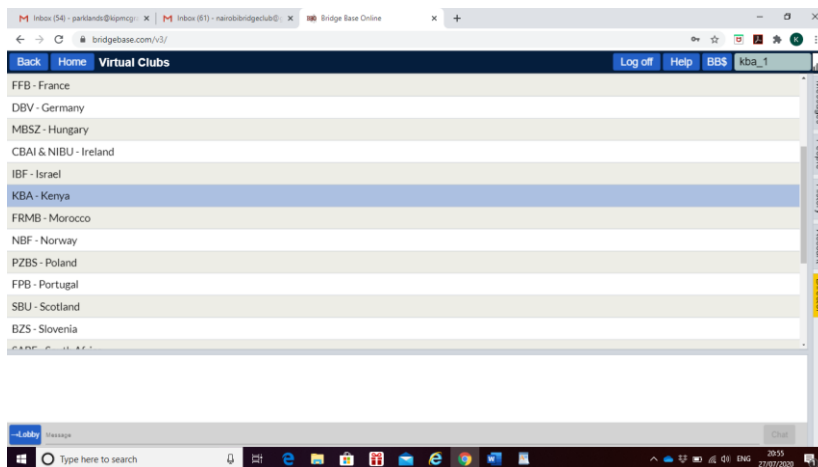 Inbox (54) - parklands@kipmcgr
Inbox (61) - nairobibridgeclub@
Bridge Base Online
bridgebase.com/v3/
K
Back Home Virtual Clubs Log off Help BB$ kba_1
FFB - France
DBV - Germany
MBSZ - Hungary
CBAI & NIBU - Ireland
IBF - Israel
KBA - Kenya
FRMB - Morocco
NBF - Norway
PZBS - Poland
FPB - Portugal
SBU - Scotland
BZS - Slovenia
→Lobby Message Chat
Type here to search ENG 20:55
27/07/2020